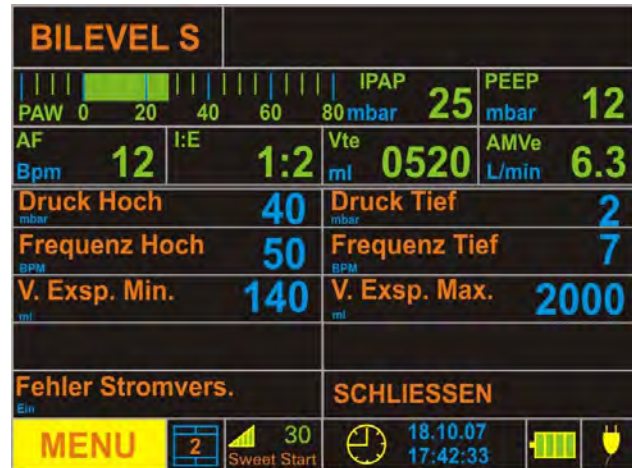 BILEVEL S
PAW 0 20 40 60 80 mbar IPAP 25 PEEP mbar 12
AF Bpm 12 I:E 1:2 Vte ml 0520 AMVe L/min 6.3
Druck Hoch mbar 40 Druck Tief mbar 2
Frequenz Hoch BPM 50 Frequenz Tief BPM 7
V. Exsp. Min. ml 140 V. Exsp. Max. ml 2000
Fehler Stromvers. Ein SCHLIESSEN
MENU 2 30 Sweet Start 18.10.07 17:42:33